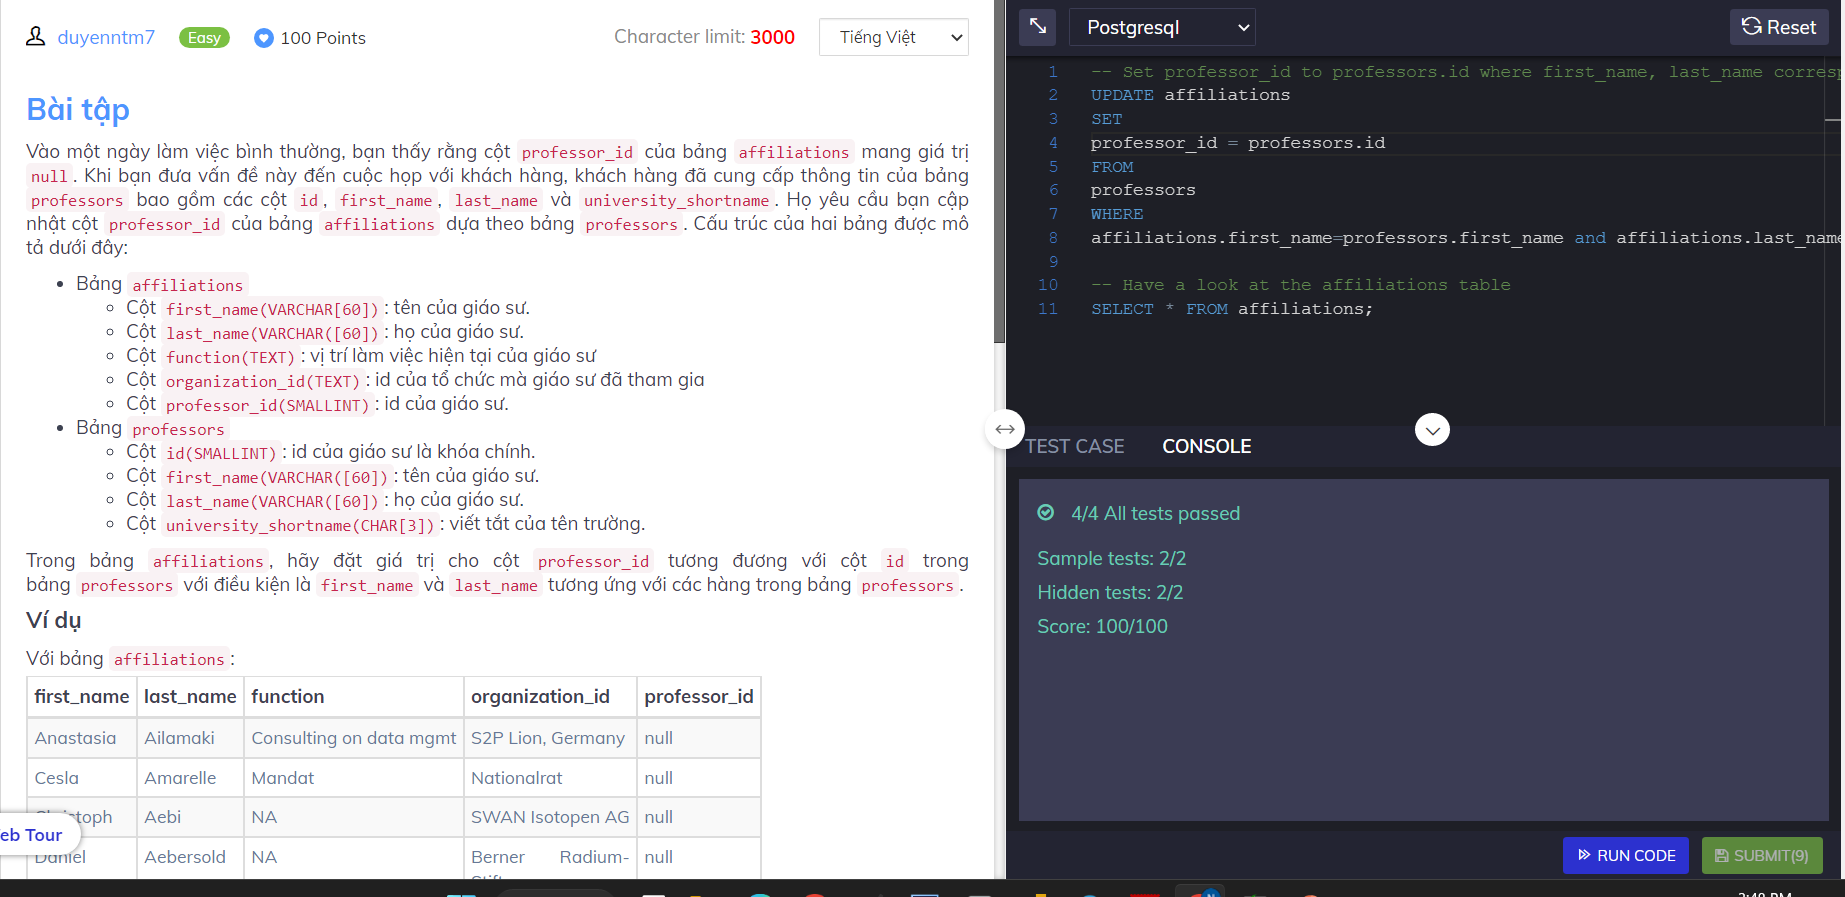 duyenntm7 Easy 100 Points Character limit: 3000 Tiếng Việt
Bài tập
Vào một ngày làm việc bình thường, bạn thấy rằng cột professor_id của bảng affiliations mang giá trị
null. Khi bạn đưa vấn đề này đến cuộc họp với khách hàng, khách hàng đã cung cấp thông tin của bảng
professors bao gồm các cột id, first_name, last_name và university_shortname. Họ yêu cầu bạn cập
nhật cột professor_id của bảng affiliations dựa theo bảng professors. Cấu trúc của hai bảng được mô
tả dưới đây:
• Bảng affiliations
◦ Cột first_name(VARCHAR[60]): tên của giáo sư.
◦ Cột last_name(VARCHAR([60]): họ của giáo sư.
◦ Cột function(TEXT): vị trí làm việc hiện tại của giáo sư
◦ Cột organization_id(TEXT): id của tổ chức mà giáo sư đã tham gia
◦ Cột professor_id(SMALLINT): id của giáo sư.
• Bảng professors
◦ Cột id(SMALLINT): id của giáo sư là khóa chính.
◦ Cột first_name(VARCHAR([60]): tên của giáo sư.
◦ Cột last_name(VARCHAR([60]): họ của giáo sư.
◦ Cột university_shortname(CHAR[3]): viết tắt của tên trường.
Trong bảng affiliations, hãy đặt giá trị cho cột professor_id tương đương với cột id trong
bảng professors với điều kiện là first_name và last_name tương ứng với các hàng trong bảng professors.
Ví dụ
Với bảng affiliations:
first_name last_name function organization_id professor_id
Anastasia Ailamaki Consulting on data mgmt S2P Lion, Germany null
Cesla Amarelle Mandat Nationalrat null
Aebi NA SWAN Isotopen AG null
Daniel Aebersold NA Berner Radium- null
Tour
Postgresql Reset
1 -- Set professor_id to professors.id where first_name, last_name
2 UPDATE affiliations
3 SET
4 professor_id = professors.id
5 FROM
6 professors
7 WHERE
8 affiliations.first_name=professors.first_name and affiliations.last_name
9
10 -- Have a look at the affiliations table
11 SELECT * FROM affiliations;
TEST CASE CONSOLE
4/4 All tests passed
Sample tests: 2/2
Hidden tests: 2/2
Score: 100/100
RUN CODE SUBMIT(9)